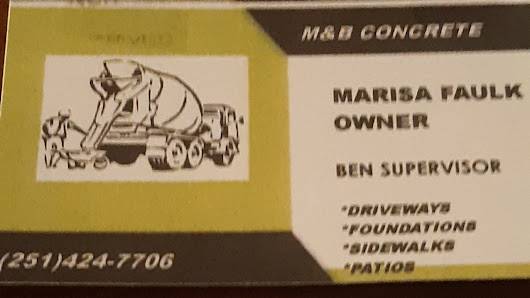 M&B CONCRETE
MARISA FAULK
OWNER
BEN SUPERVISOR
*DRIVEWAYS
*FOUNDATIONS
*SIDEWALKS
*PATIOS
(251)424-7706